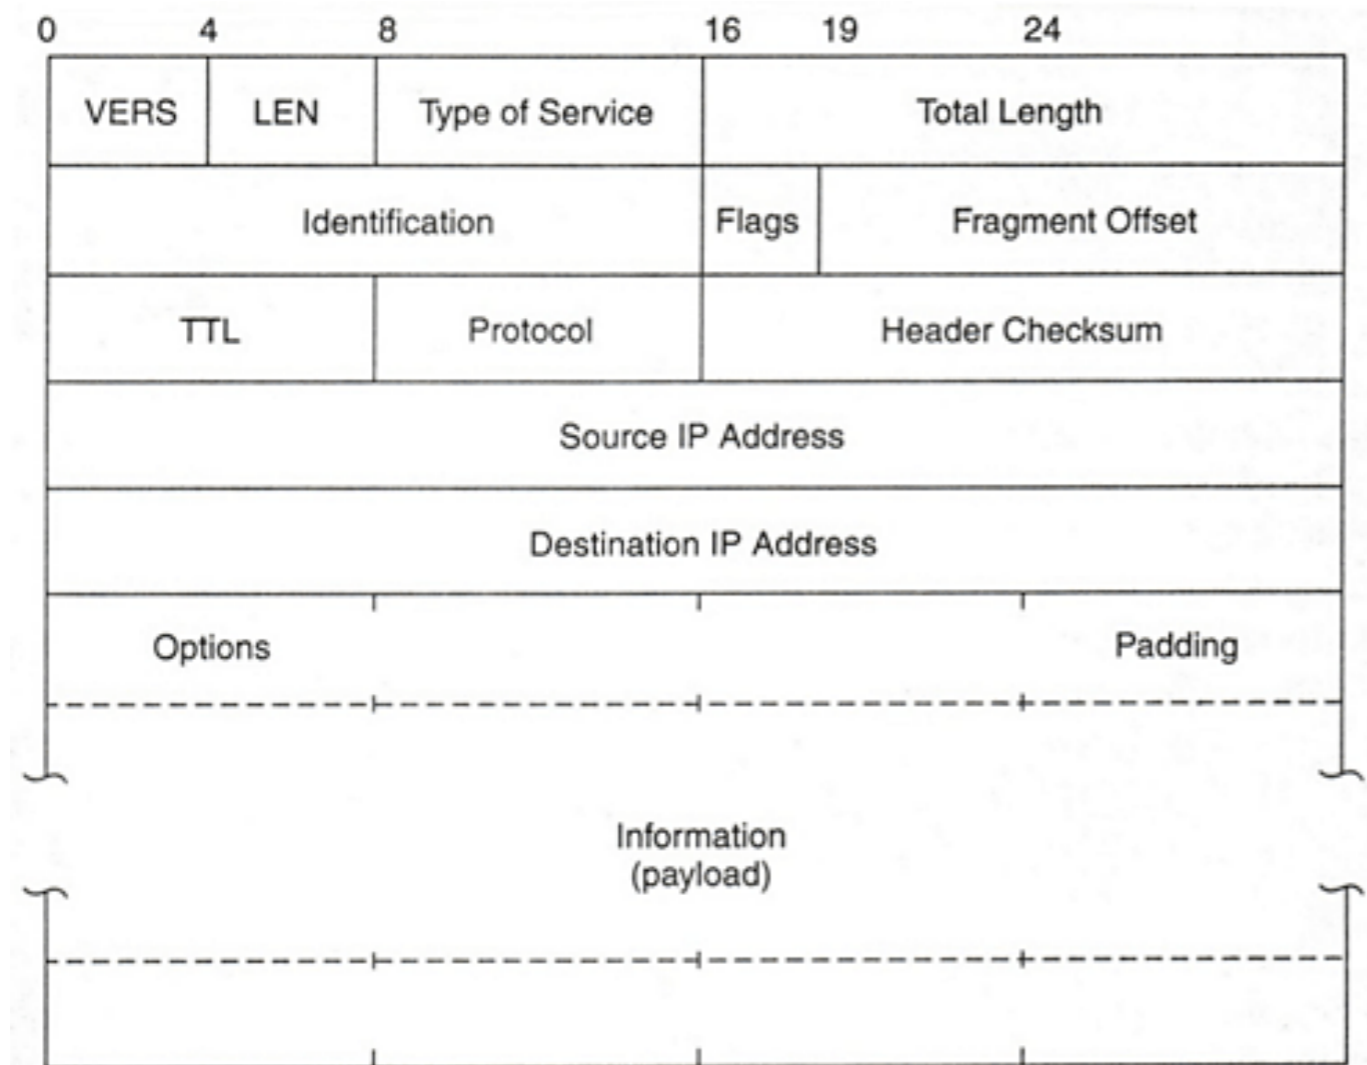 0 4 8 16 19 24
VERS LEN Type of Service Total Length
Identification Flags Fragment Offset
TTL Protocol Header Checksum
Source IP Address
Destination IP Address
Options Padding
Information
(payload)